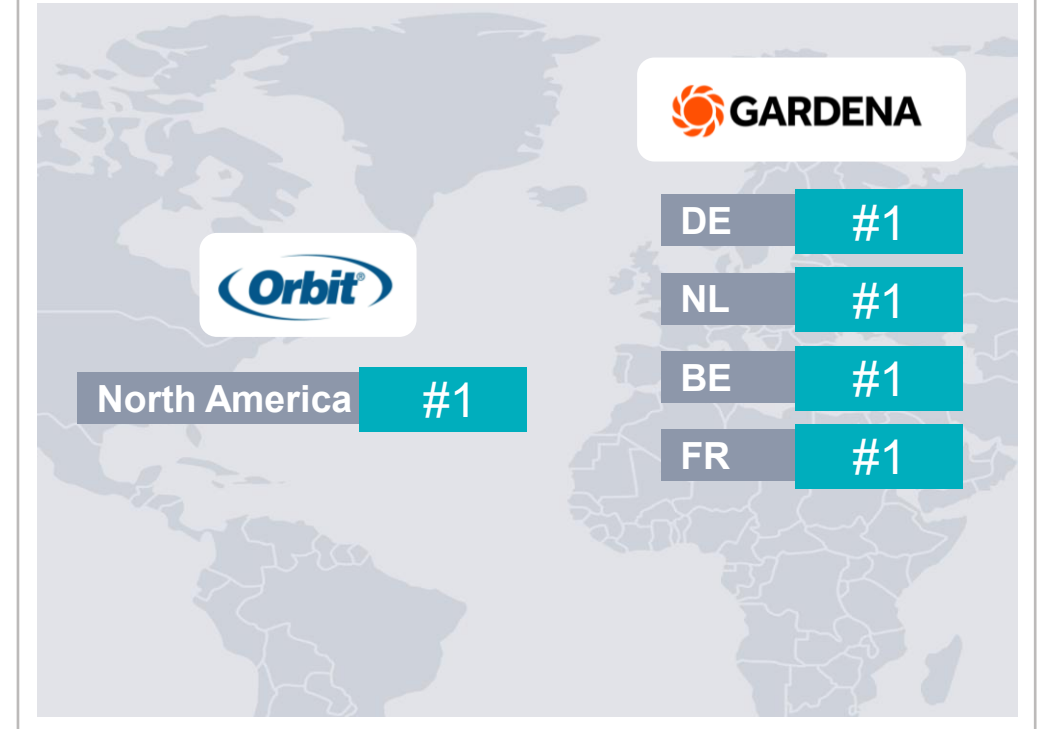 Orbit®
North America #1
GARDENA
DE #1
NL #1
BE #1
FR #1